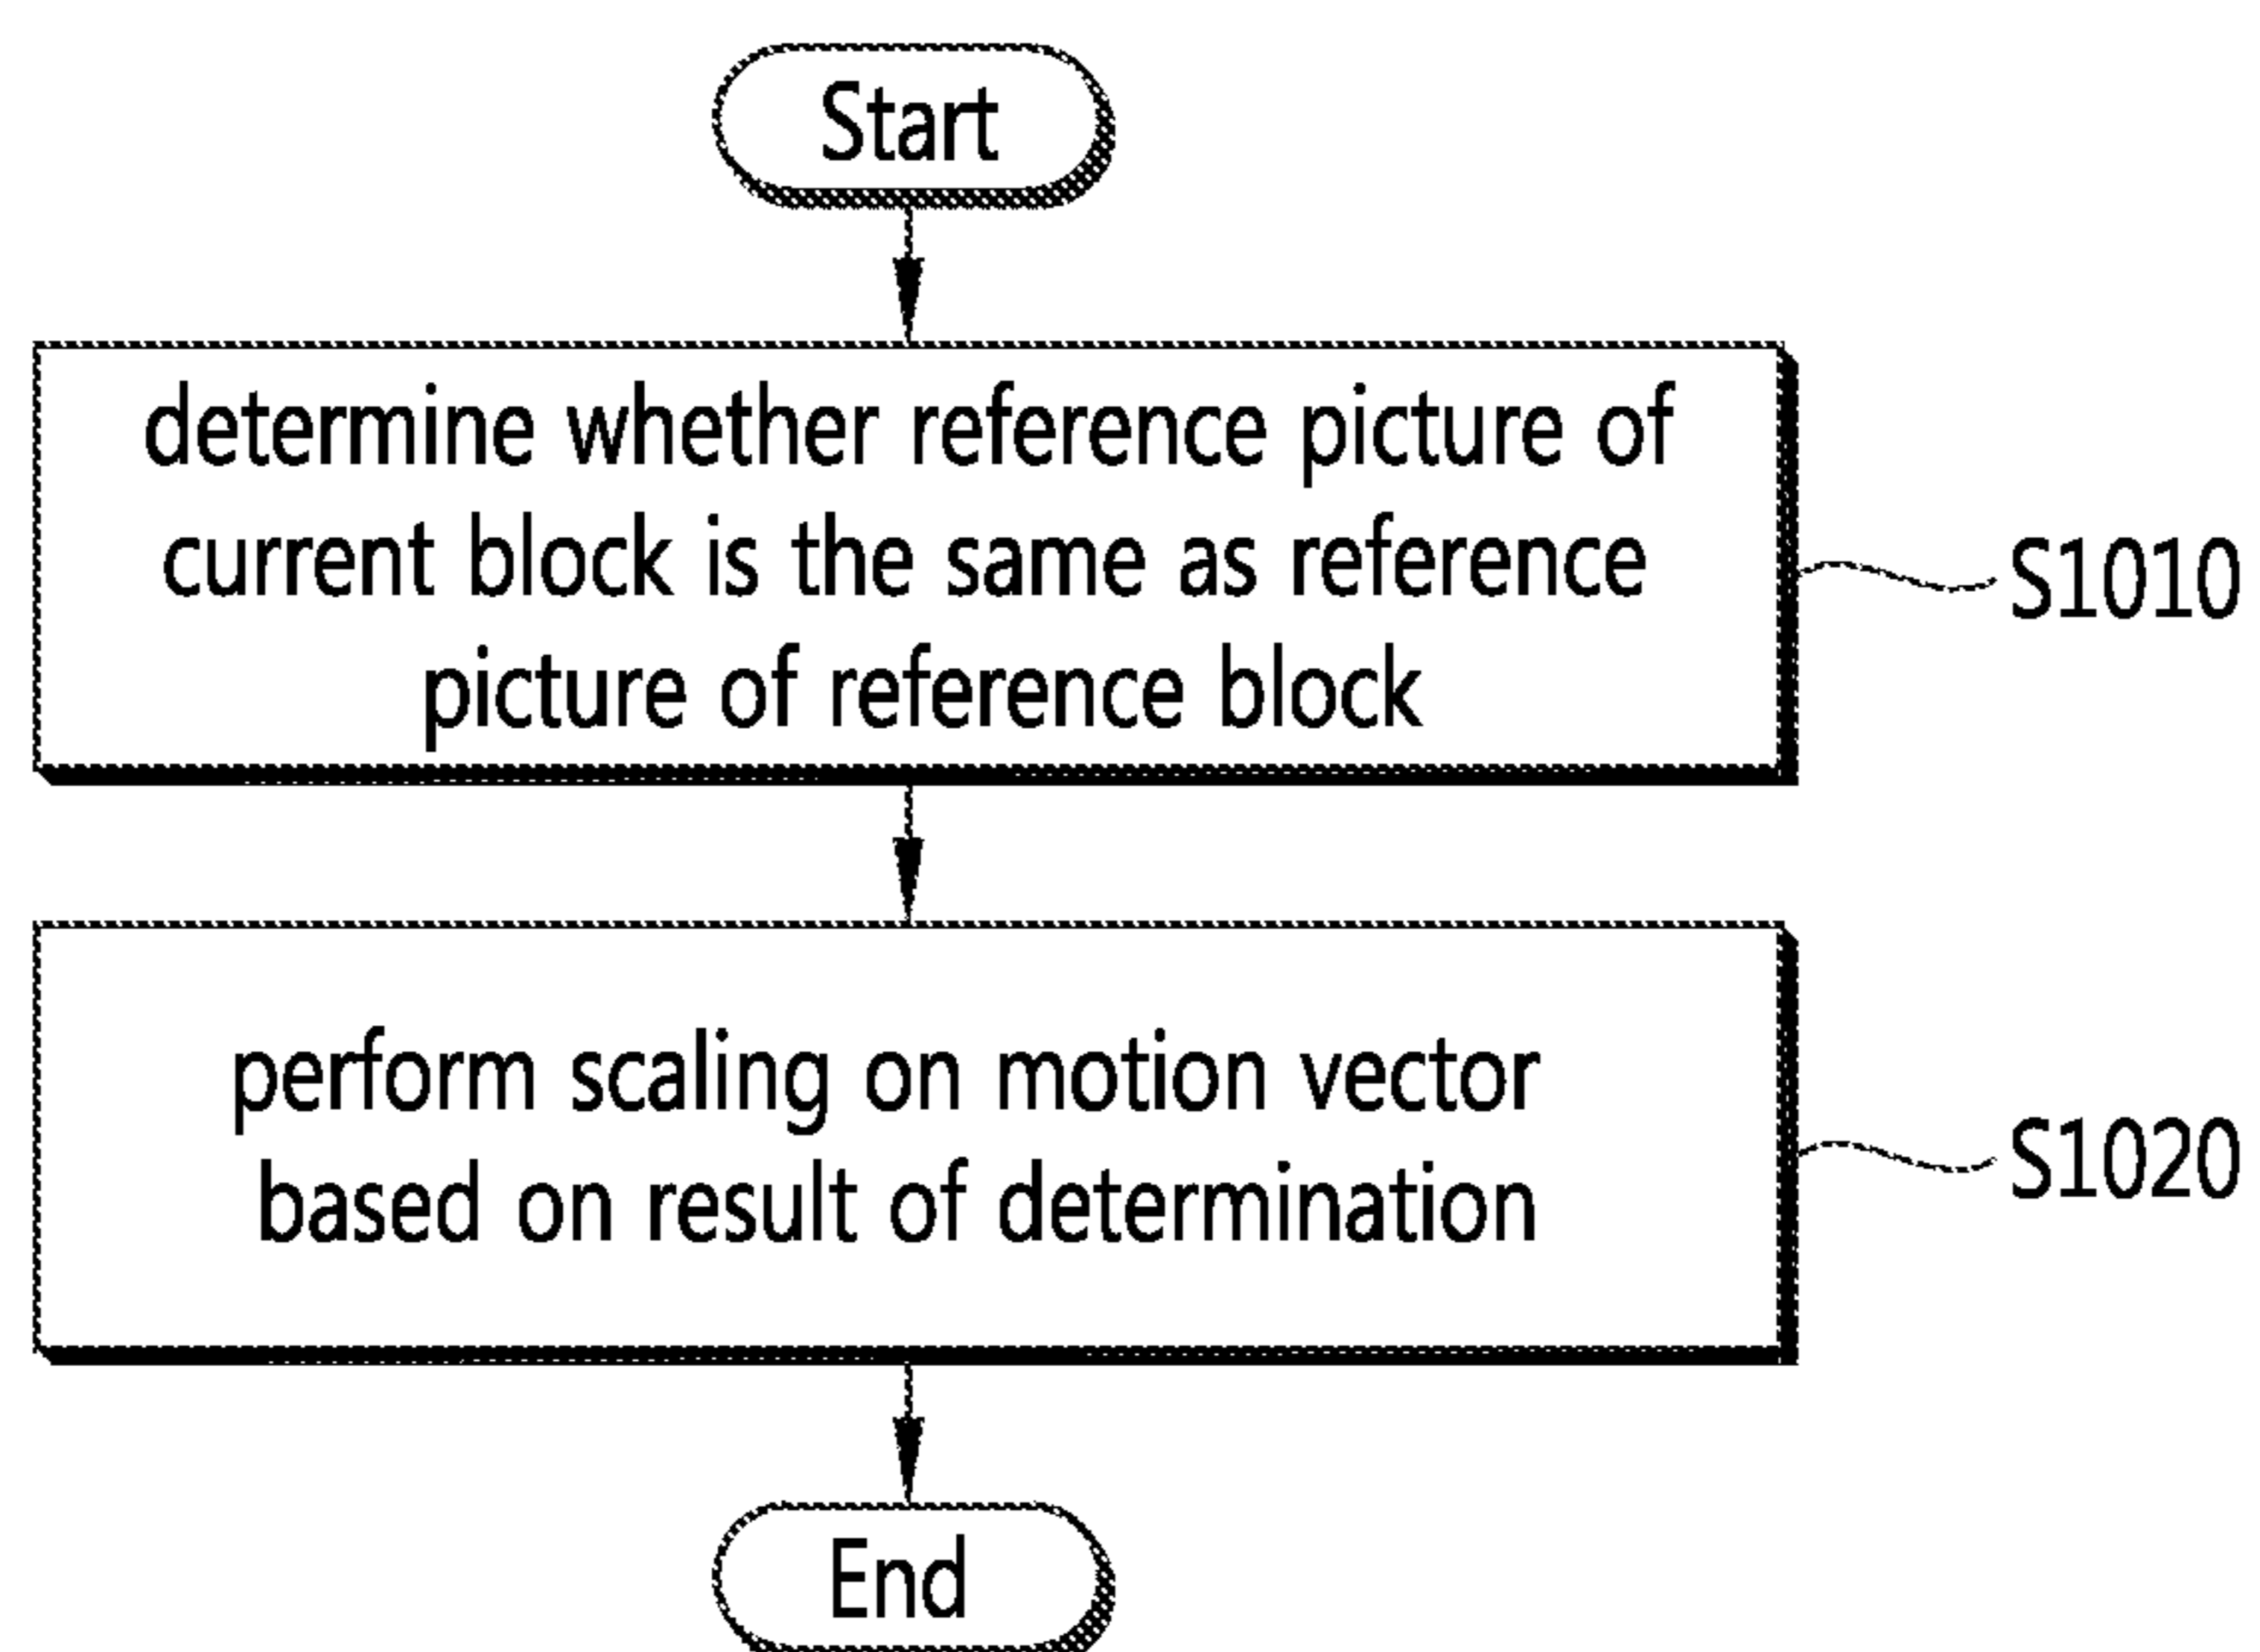 Start
determine whether reference picture of
current block is the same as reference
picture of reference block
S1010
perform scaling on motion vector
based on result of determination
S1020
End